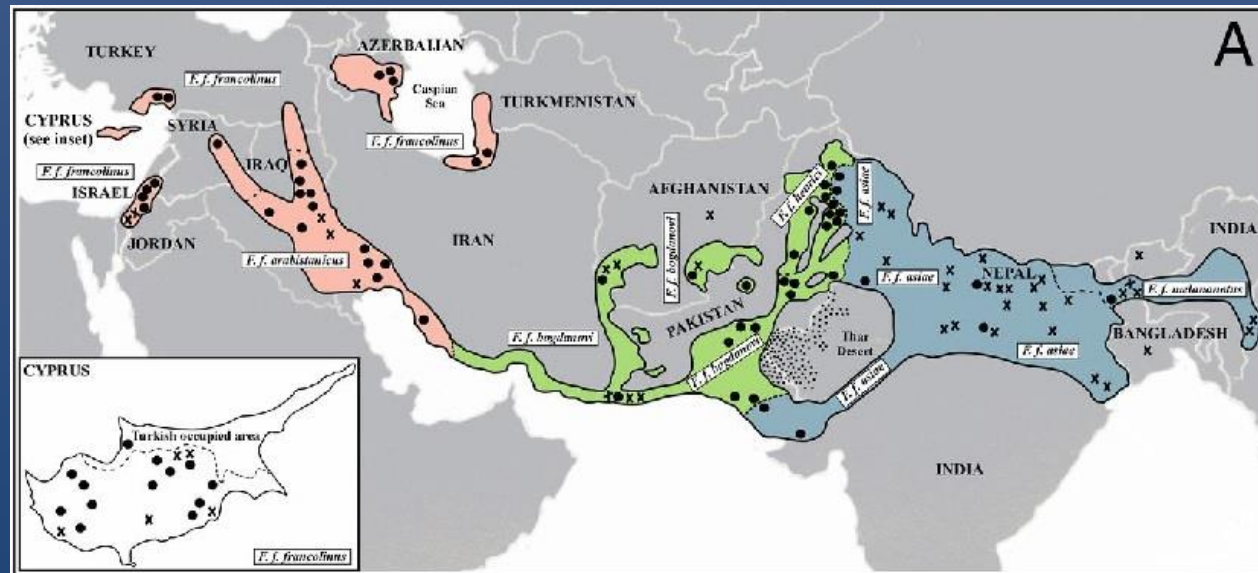 A
TURKEY
AZERBAIJAN
F. f. francolinus
Caspian
Sea
TURKMENISTAN
CYPRUS
(see inset)
SYRIA
F. f. francolinus
F. f. francolinus
IRAQ
ISRAEL
AFGHANISTAN
F. f. henrici
F. f. asiae
JORDAN
IRAN
F. f. bogdanovi
INDIA
F. f. arabistanicus
F. f. asiae
NEPAL
F. f. melanonotus
PAKISTAN
BANGLADESH
F. f. bogdanovi
Thar
Desert
F. f. bogdanovi
F. f. asiae
F. f. asiae
CYPRUS
Turkish occupied area
INDIA
F. f. francolinus